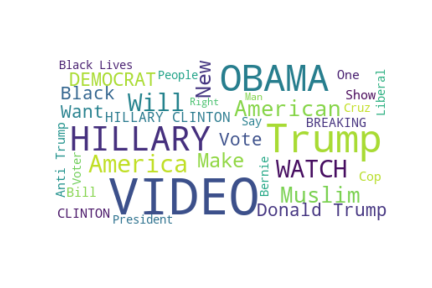 Black Lives
DEMOCRAT People New OBAMA One Liberal
Black Will Right Man American Show Cruz
Want HILLARY CLINTON Say BREAKING
HILLARY Vote Trump
Anti Trump Voter America Make Bernie WATCH Cop
Bill VIDEO Muslim
CLINTON President Donald Trump